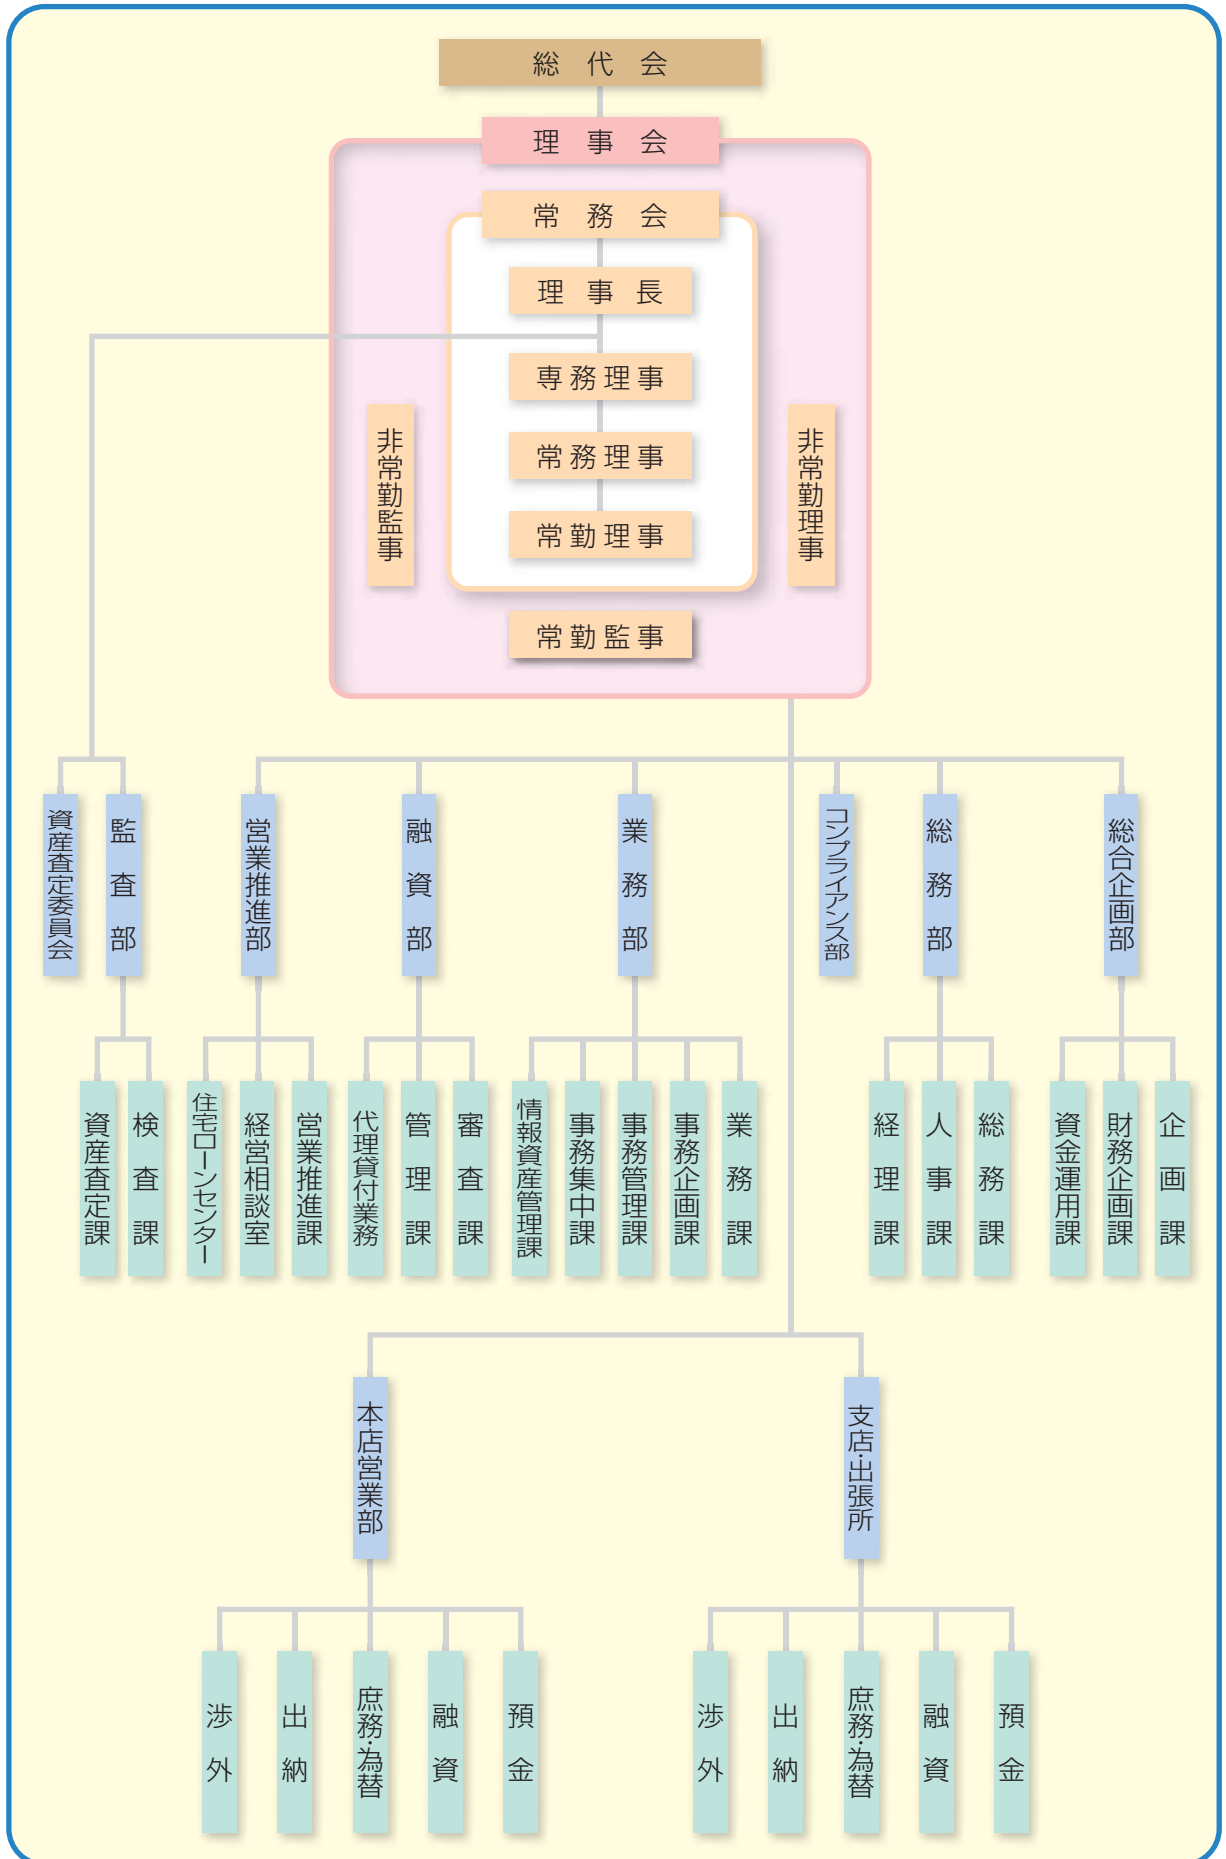 総代会
理事会
常務会
理事長
専務理事
常務理事
常勤理事
非常勤監事
非常勤理事
常勤監事
資産査定委員会
監査部
営業推進部
融資部
業務部
コンプライアンス部
総務部
総合企画部
資産査定課
検査課
住宅ローンセンター
経営相談室
営業推進課
代理貸付業務
管理課
審査課
情報資産管理課
事務集中課
事務管理課
事務企画課
業務課
経理課
人事課
総務課
資金運用課
財務企画課
企画課
本店営業部
支店・出張所
渉外
出納
庶務・為替
融資
預金
渉外
出納
庶務・為替
融資
預金